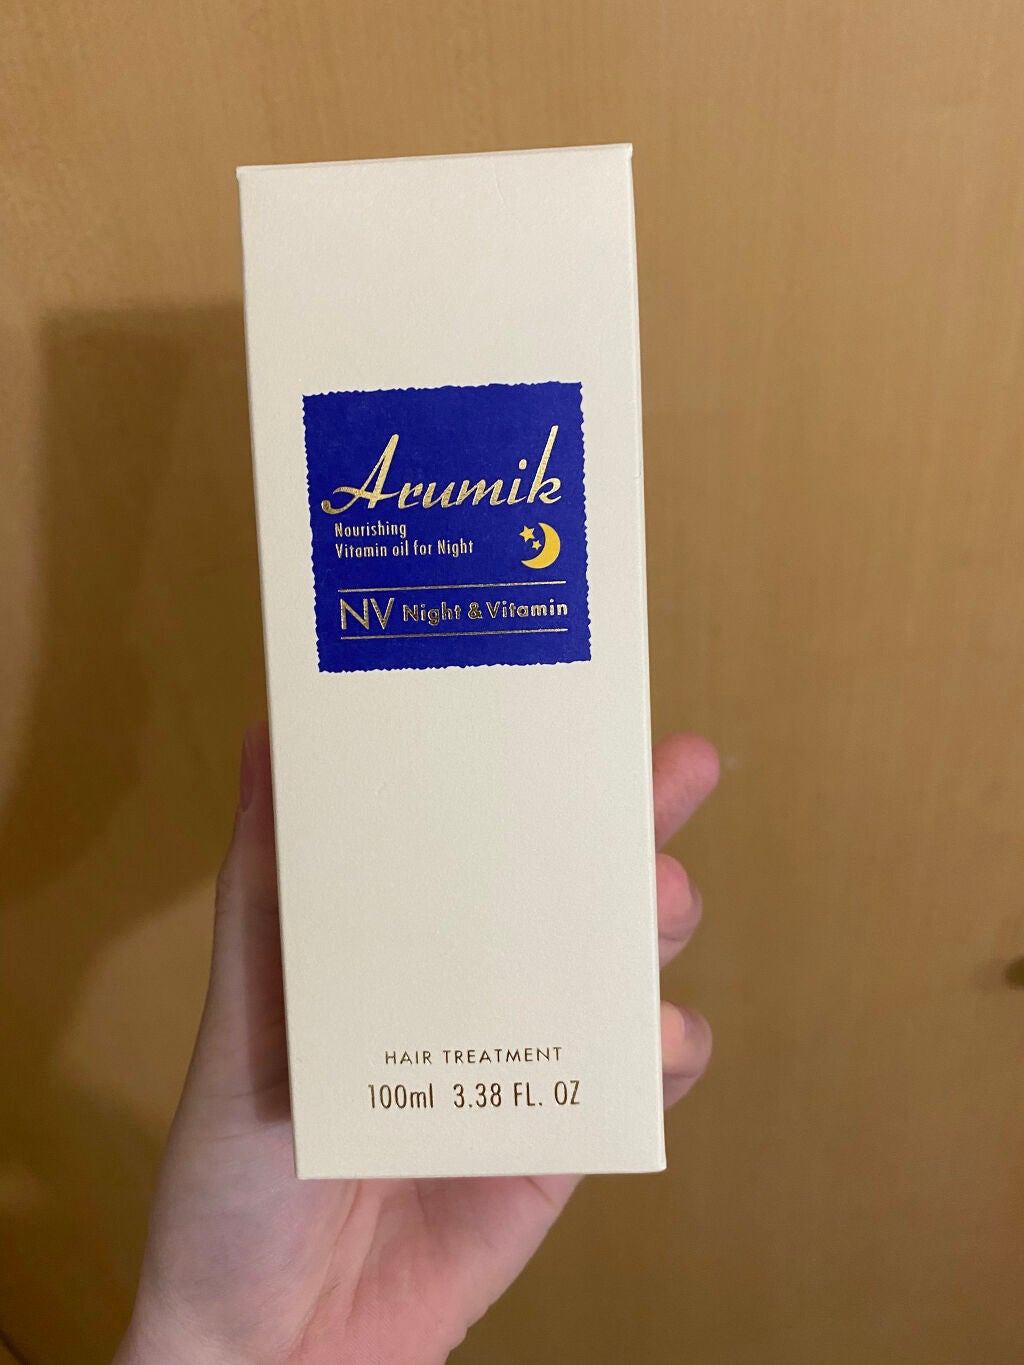 Arumik
Nourishing
Vitamin oil for Night
NV Night & Vitamin
HAIR TREATMENT
100ml 3.38 FL. OZ